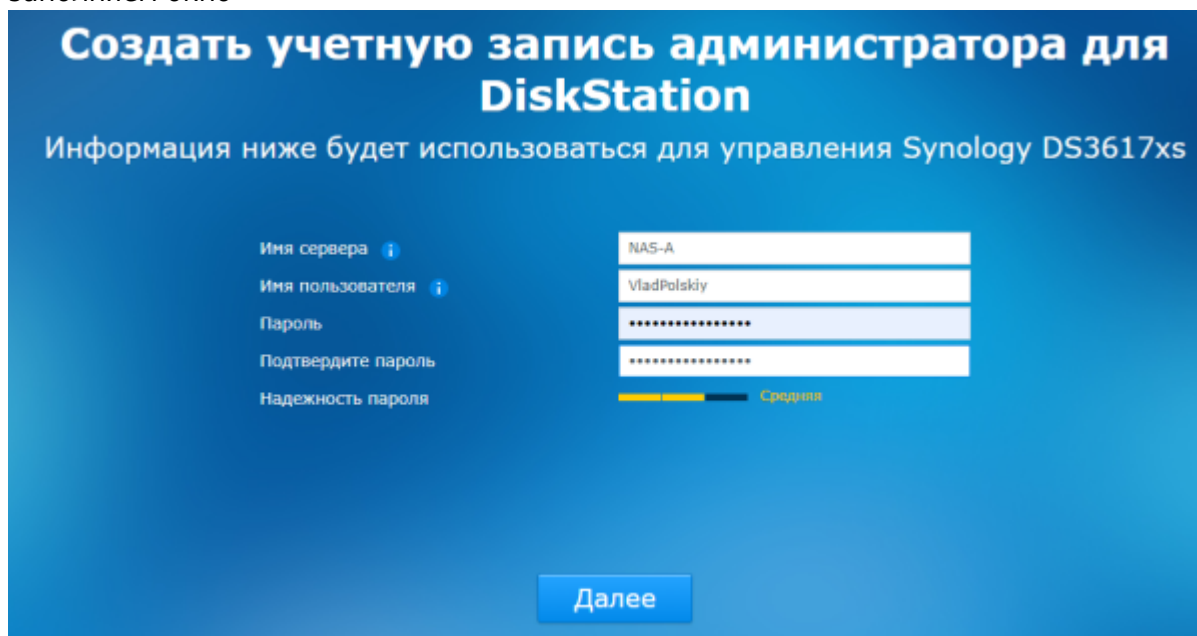 Создать учетную запись администратора для
DiskStation
Информация ниже будет использоваться для управления Synology DS3617xs
Имя сервера
NAS-A
Имя пользователя
VladPolskiy
Пароль
••••••••••••••••
Подтвердите пароль
••••••••••••••••
Надежность пароля
Средняя
Далее